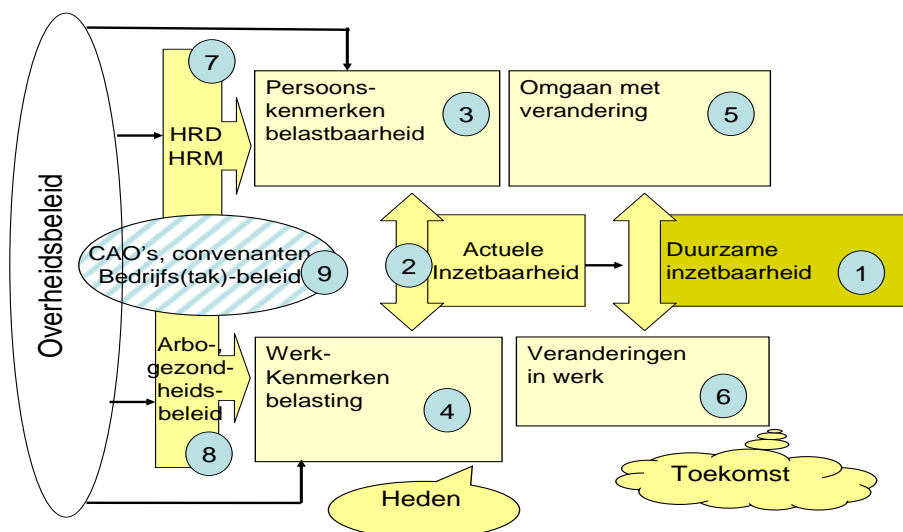 Overheidsbeleid
7
HRD
HRM
Persoons-
kenmerken
belastbaarheid
3
Omgaan met
verandering
5
CAO's, convenanten
Bedrijfs(tak)-beleid
9
2
Actuele
Inzetbaarheid
Duurzame
inzetbaarheid
1
Arbo-,
gezond-
heids-
beleid
8
Werk-
Kenmerken
belasting
4
Veranderingen
in werk
6
Heden
Toekomst